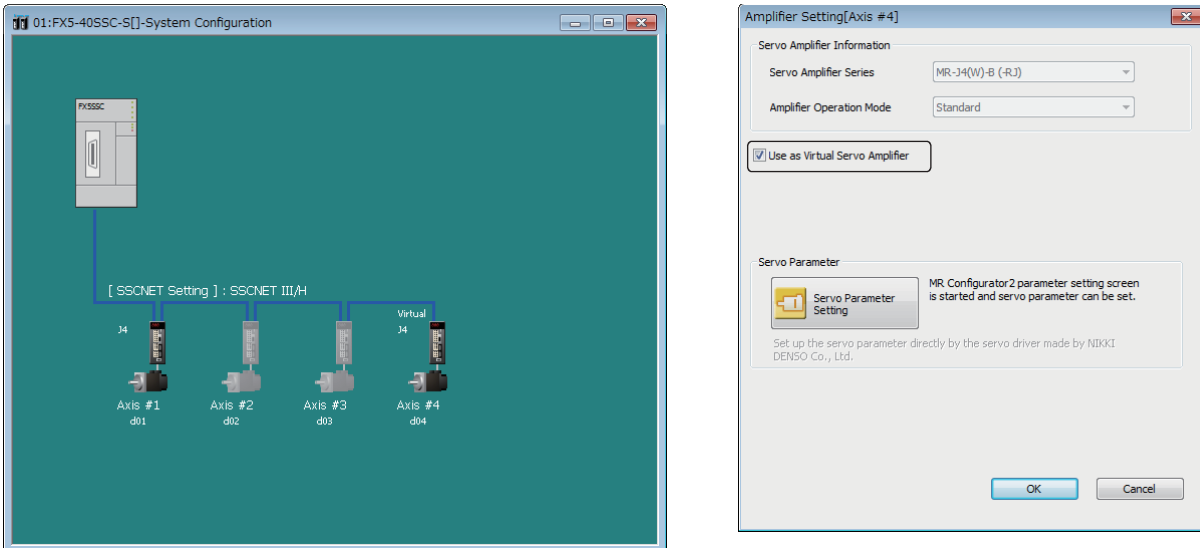 01:FX5-40SSC-S[]-System Configuration
FX5SSC
[ SSCNET Setting ] : SSCNET III/H
Virtual
J4
J4
Axis #1
Axis #2
Axis #3
Axis #4
d01
d02
d03
d04
Amplifier Setting[Axis #4]
Servo Amplifier Information
Servo Amplifier Series
MR-J4(W)-B (-RJ)
Amplifier Operation Mode
Standard
Use as Virtual Servo Amplifier
Servo Parameter
Servo Parameter
Setting
MR Configurator2 parameter setting screen
is started and servo parameter can be set.
Set up the servo parameter directly by the servo driver made by NIKKI
DENSO Co., Ltd.
OK
Cancel